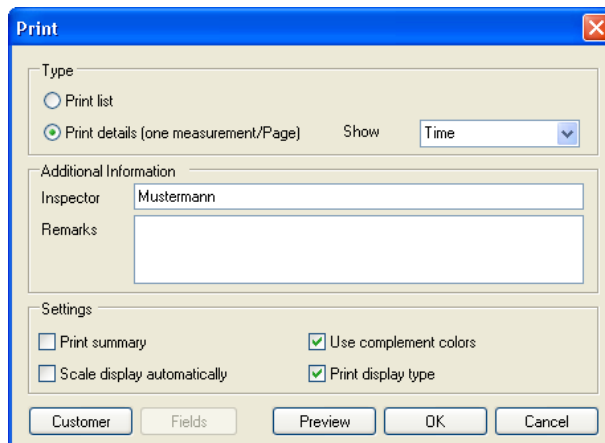 Print
Type
Print list
Print details (one measurement/Page) Show Time
Additional Information
Inspector Mustermann
Remarks
Settings
Print summary Use complement colors
Scale display automatically Print display type
Customer Fields Preview OK Cancel